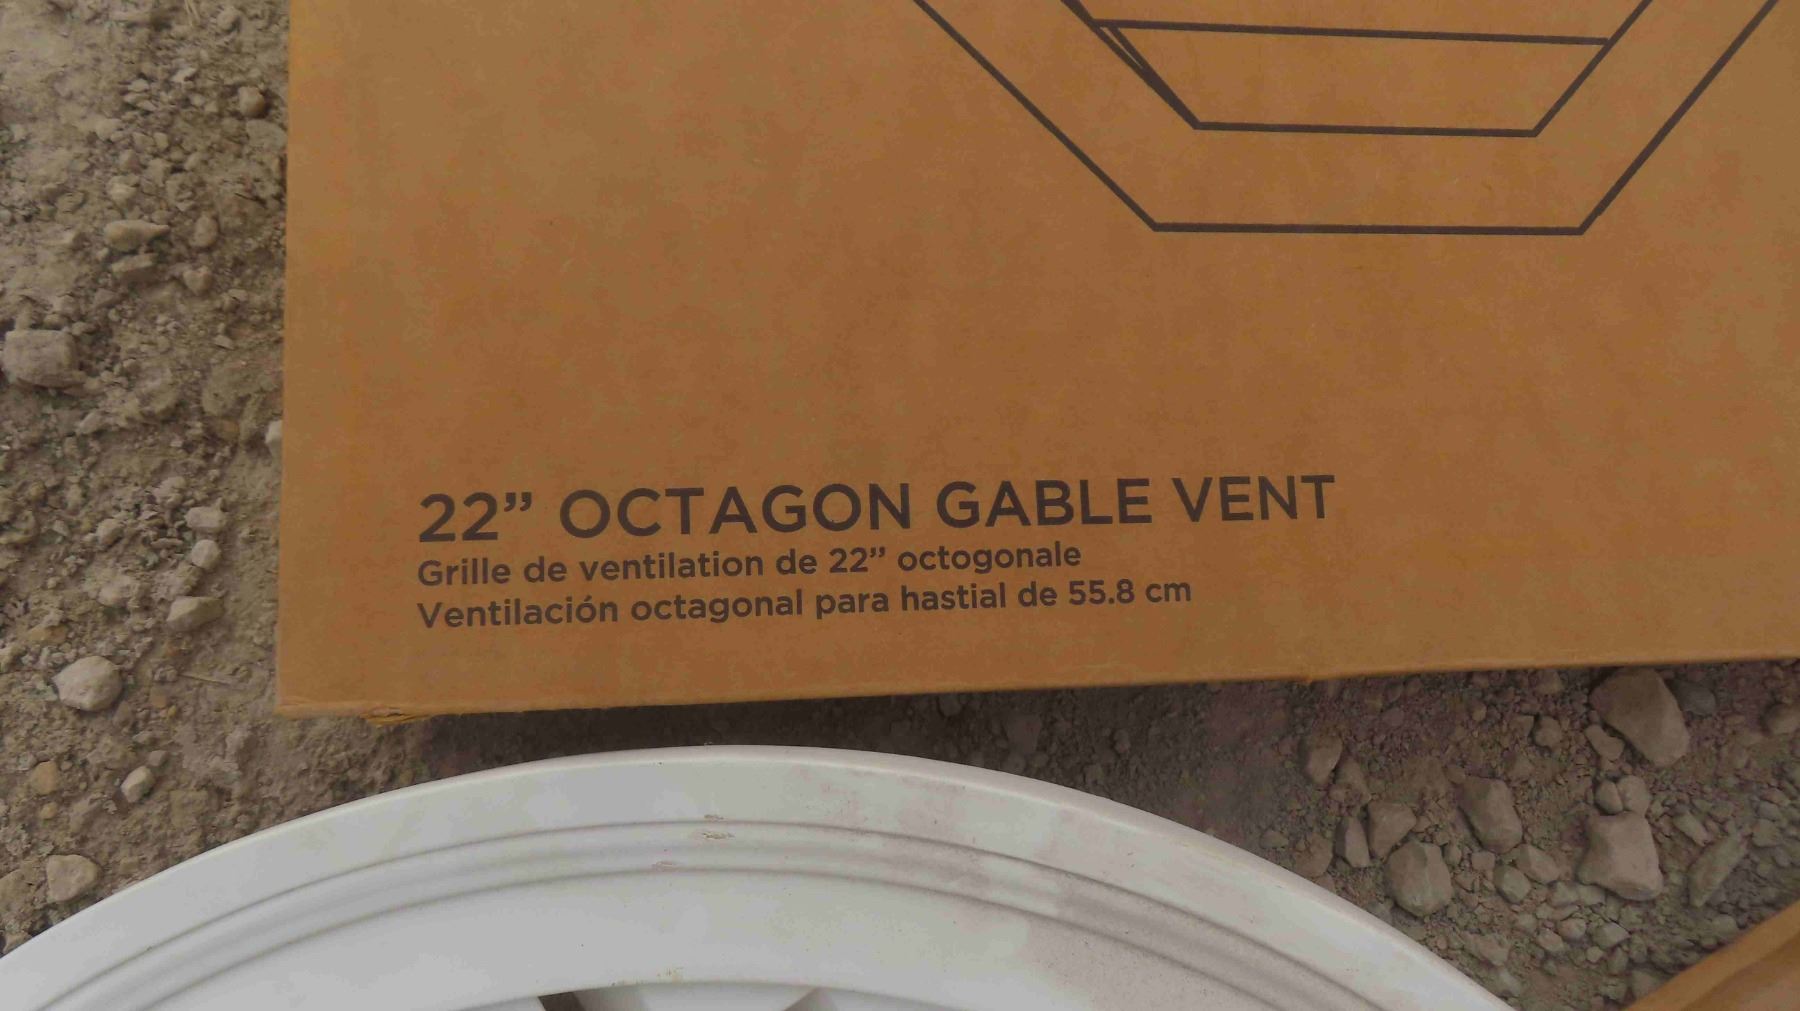 22” OCTAGON GABLE VENT
Grille de ventilation de 22” octogonale
Ventilación octagonal para hastial de 55.8 cm